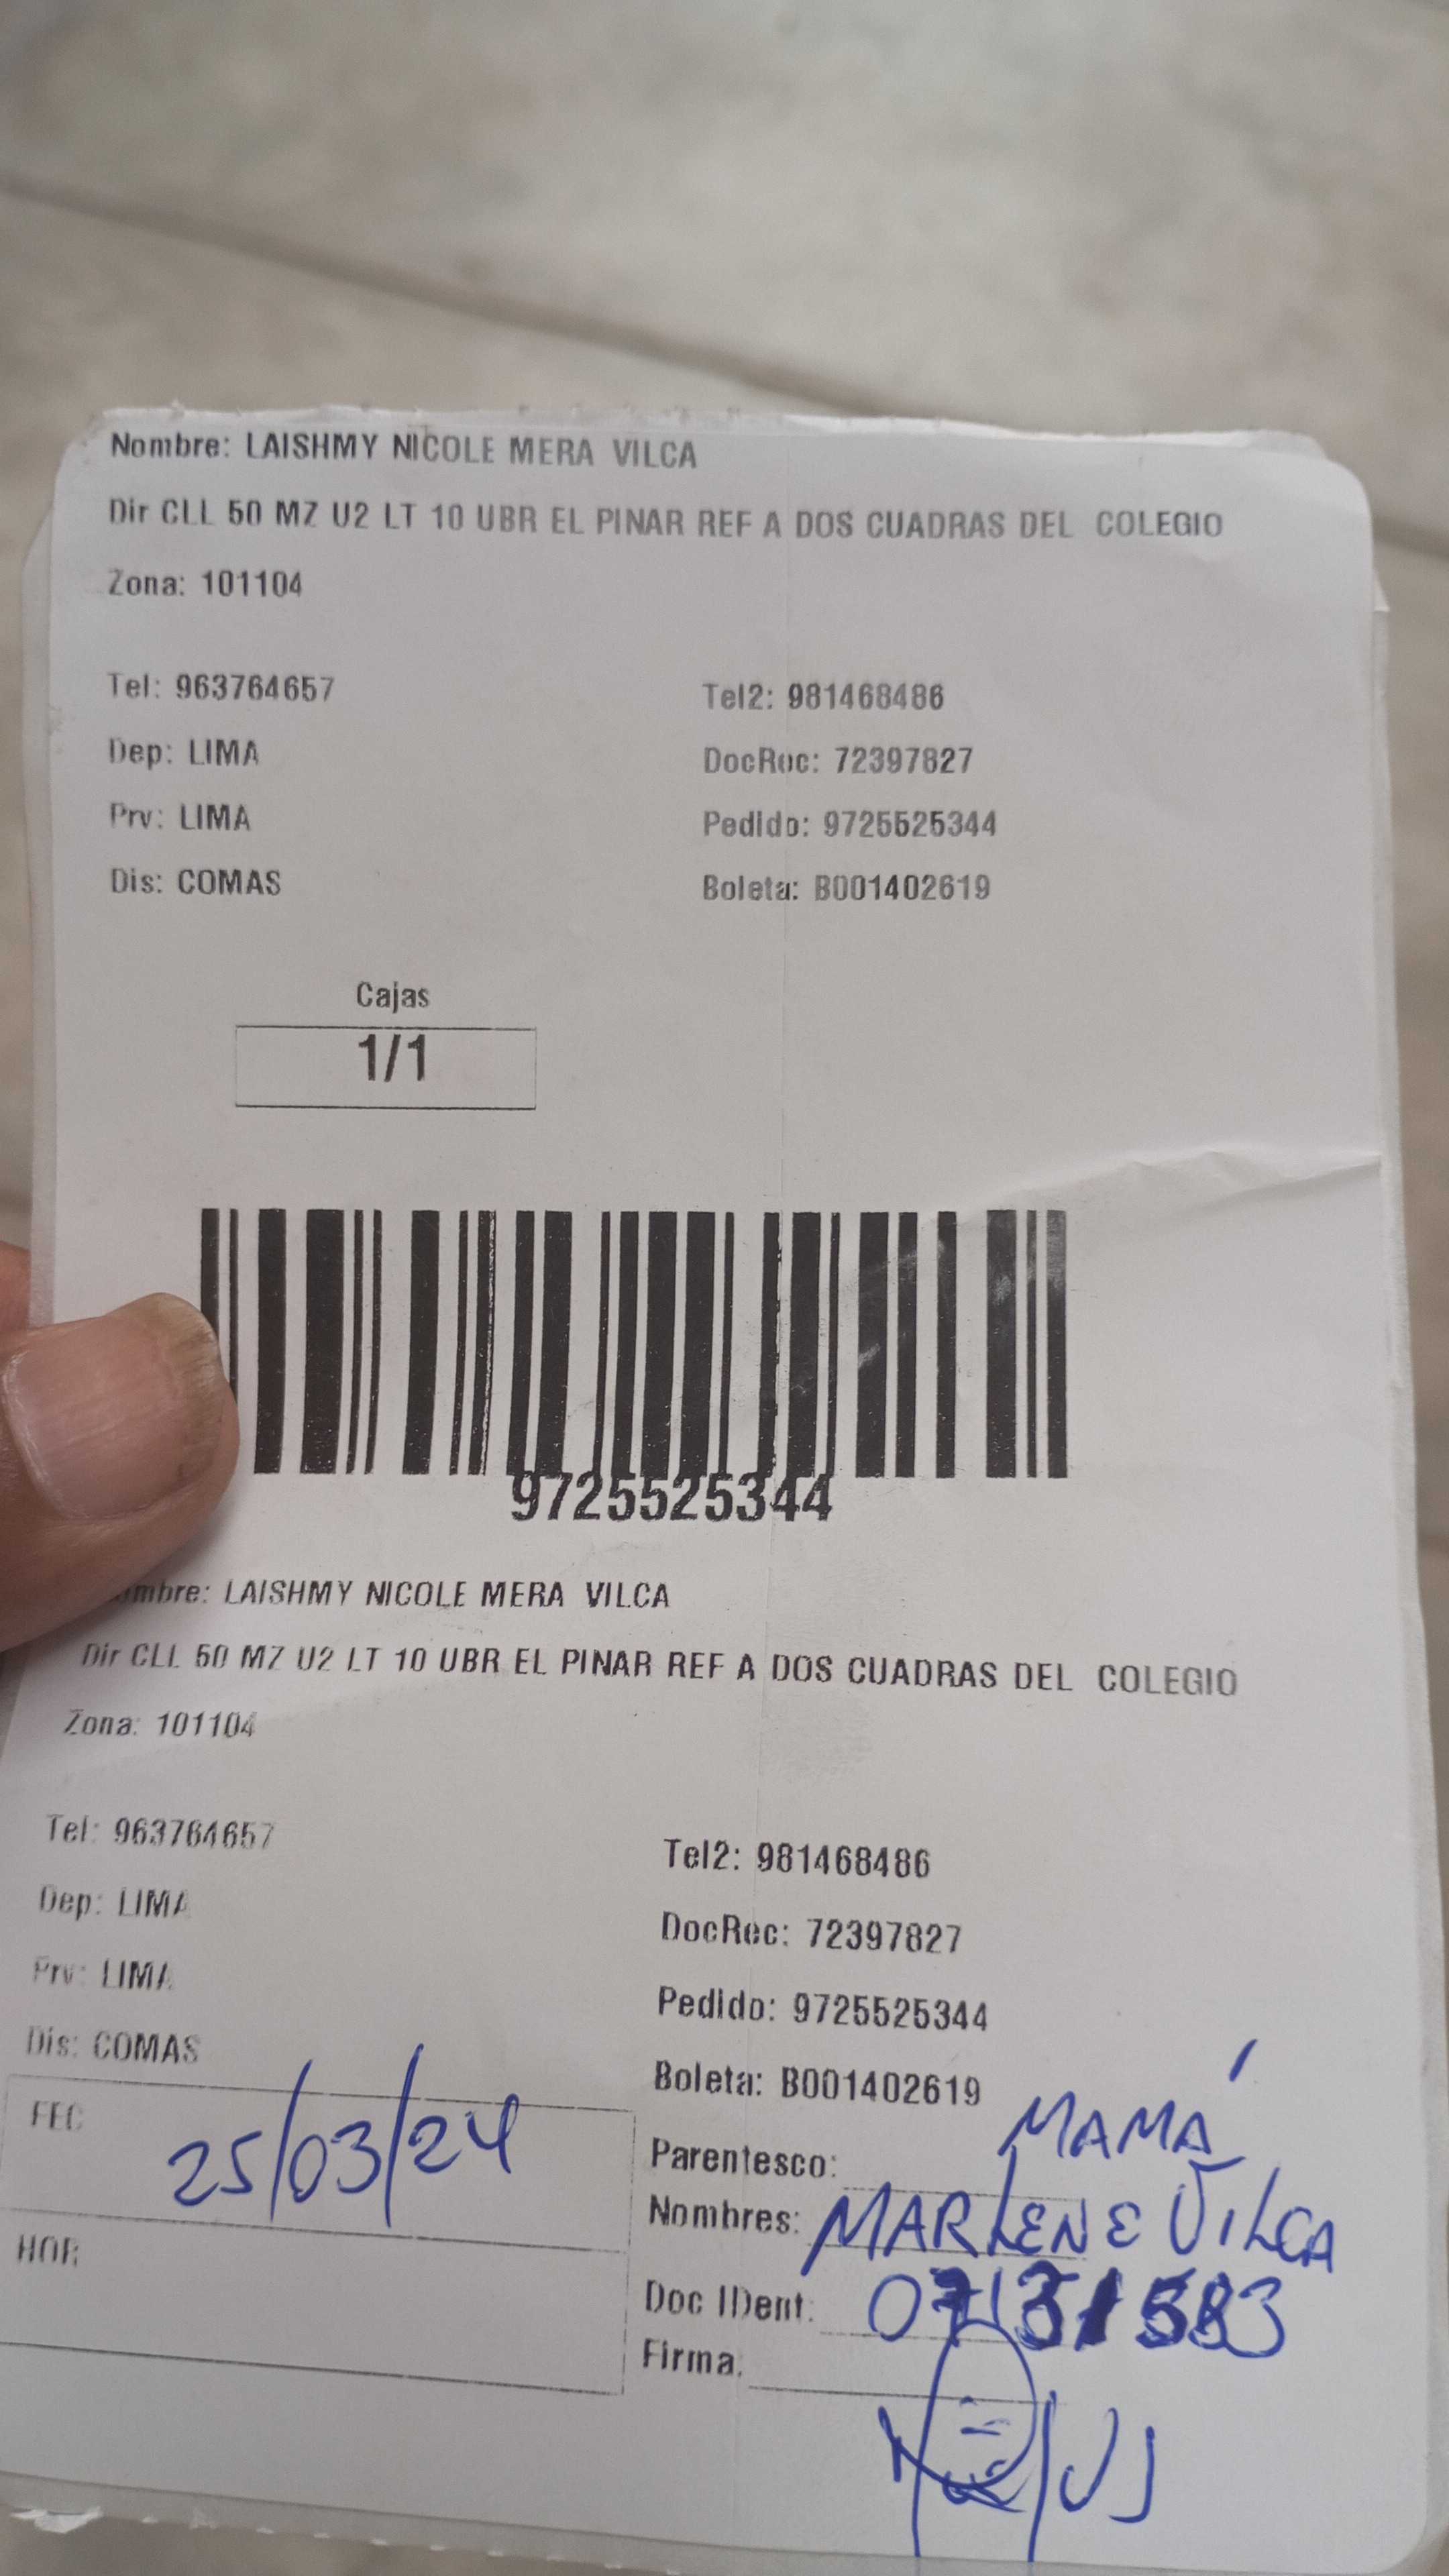 Nombre: LAISHMY NICOLE MERA VILCA
Dir CLL 50 MZ U2 LT 10 UBR EL PINAR REF A DOS CUADRAS DEL COLEGIO
Zona: 101104
Tel: 963764657 Tel2: 981468486
Dep: LIMA DocRec: 72397827
Prv: LIMA Pedido: 9725525344
Dis: COMAS Boleta: B001402619
Cajas
1/1
9725525344
mbre: LAISHMY NICOLE MERA VILCA
Dir CLL 50 MZ U2 LT 10 UBR EL PINAR REF A DOS CUADRAS DEL COLEGIO
Zona: 101104
Tel: 963764657 Tel2: 981468486
Dep: LIMA DocRec: 72397827
Prv: LIMA Pedido: 9725525344
Dis: COMAS Boleta: B001402619
FEC 25/03/24
Parentesco: MAMÁ
Nombres: MARLENE VILCA
HOR
Doc IDent:
Firma: